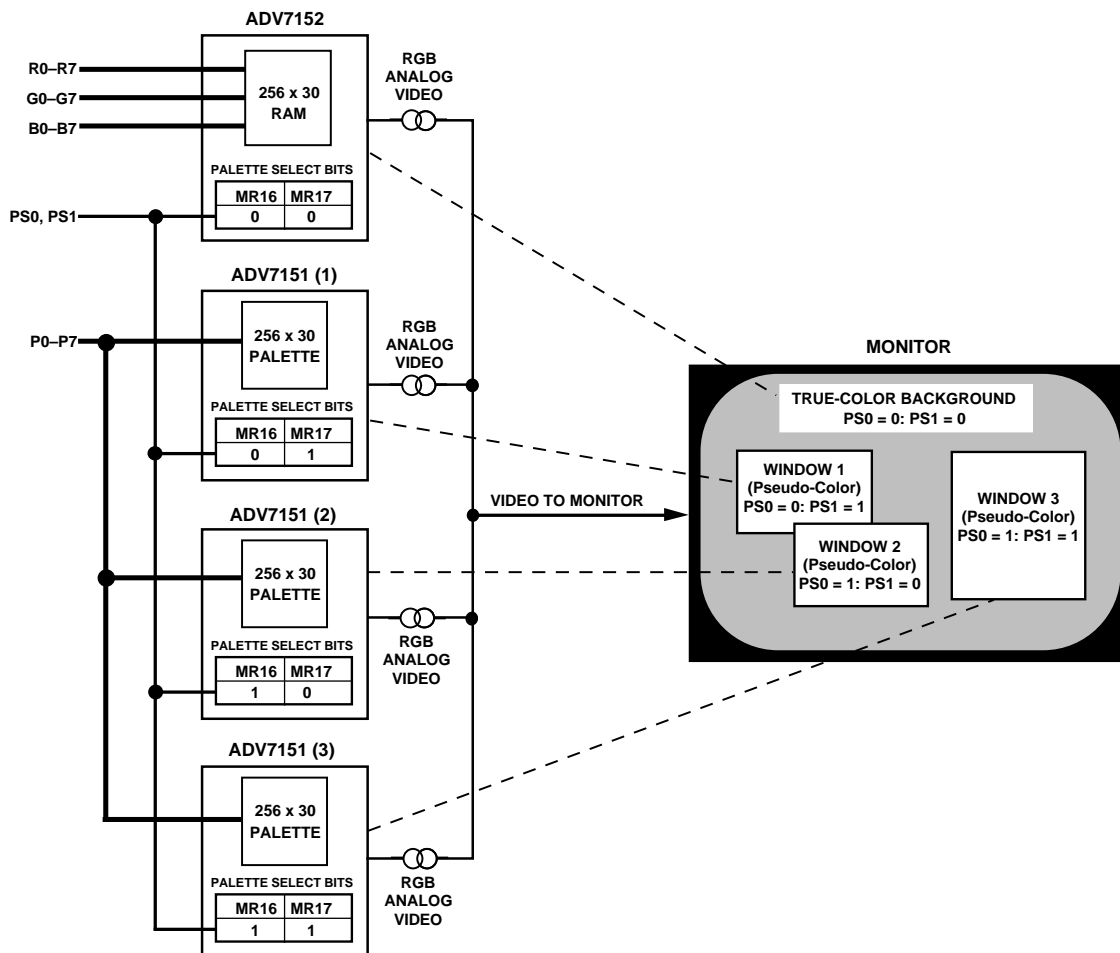 ADV7152
R0–R7
G0–G7
B0–B7
256 x 30
RAM
RGB
ANALOG
VIDEO
PALETTE SELECT BITS
MR16 MR17
0 0
PS0, PS1
ADV7151 (1)
P0–P7
256 x 30
PALETTE
RGB
ANALOG
VIDEO
PALETTE SELECT BITS
MR16 MR17
0 1
ADV7151 (2)
256 x 30
PALETTE
RGB
ANALOG
VIDEO
PALETTE SELECT BITS
MR16 MR17
1 0
ADV7151 (3)
256 x 30
PALETTE
RGB
ANALOG
VIDEO
PALETTE SELECT BITS
MR16 MR17
1 1
VIDEO TO MONITOR
MONITOR
TRUE-COLOR BACKGROUND
PS0 = 0: PS1 = 0
WINDOW 1
(Pseudo-Color)
PS0 = 0: PS1 = 1
WINDOW 2
(Pseudo-Color)
PS0 = 1: PS1 = 0
WINDOW 3
(Pseudo-Color)
PS0 = 1: PS1 = 1